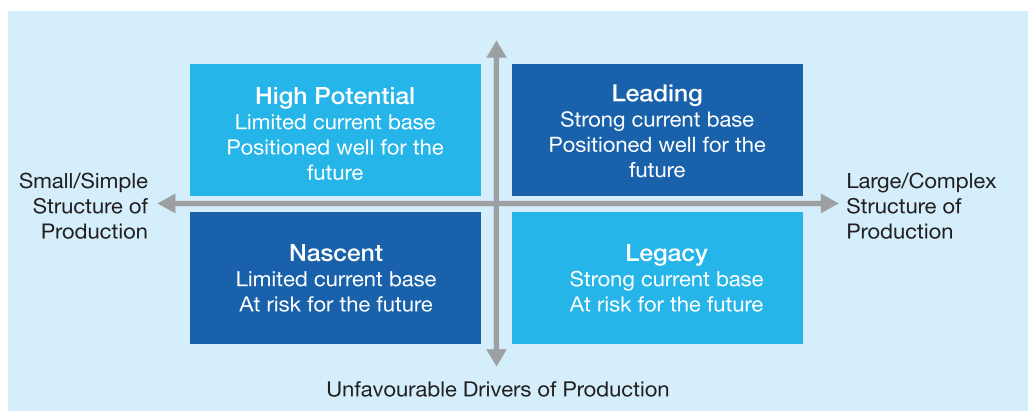 High Potential
Limited current base
Positioned well for the
future
Leading
Strong current base
Positioned well for the
future
Small/Simple
Structure of
Production
Large/Complex
Structure of
Production
Nascent
Limited current base
At risk for the future
Legacy
Strong current base
At risk for the future
Unfavourable Drivers of Production